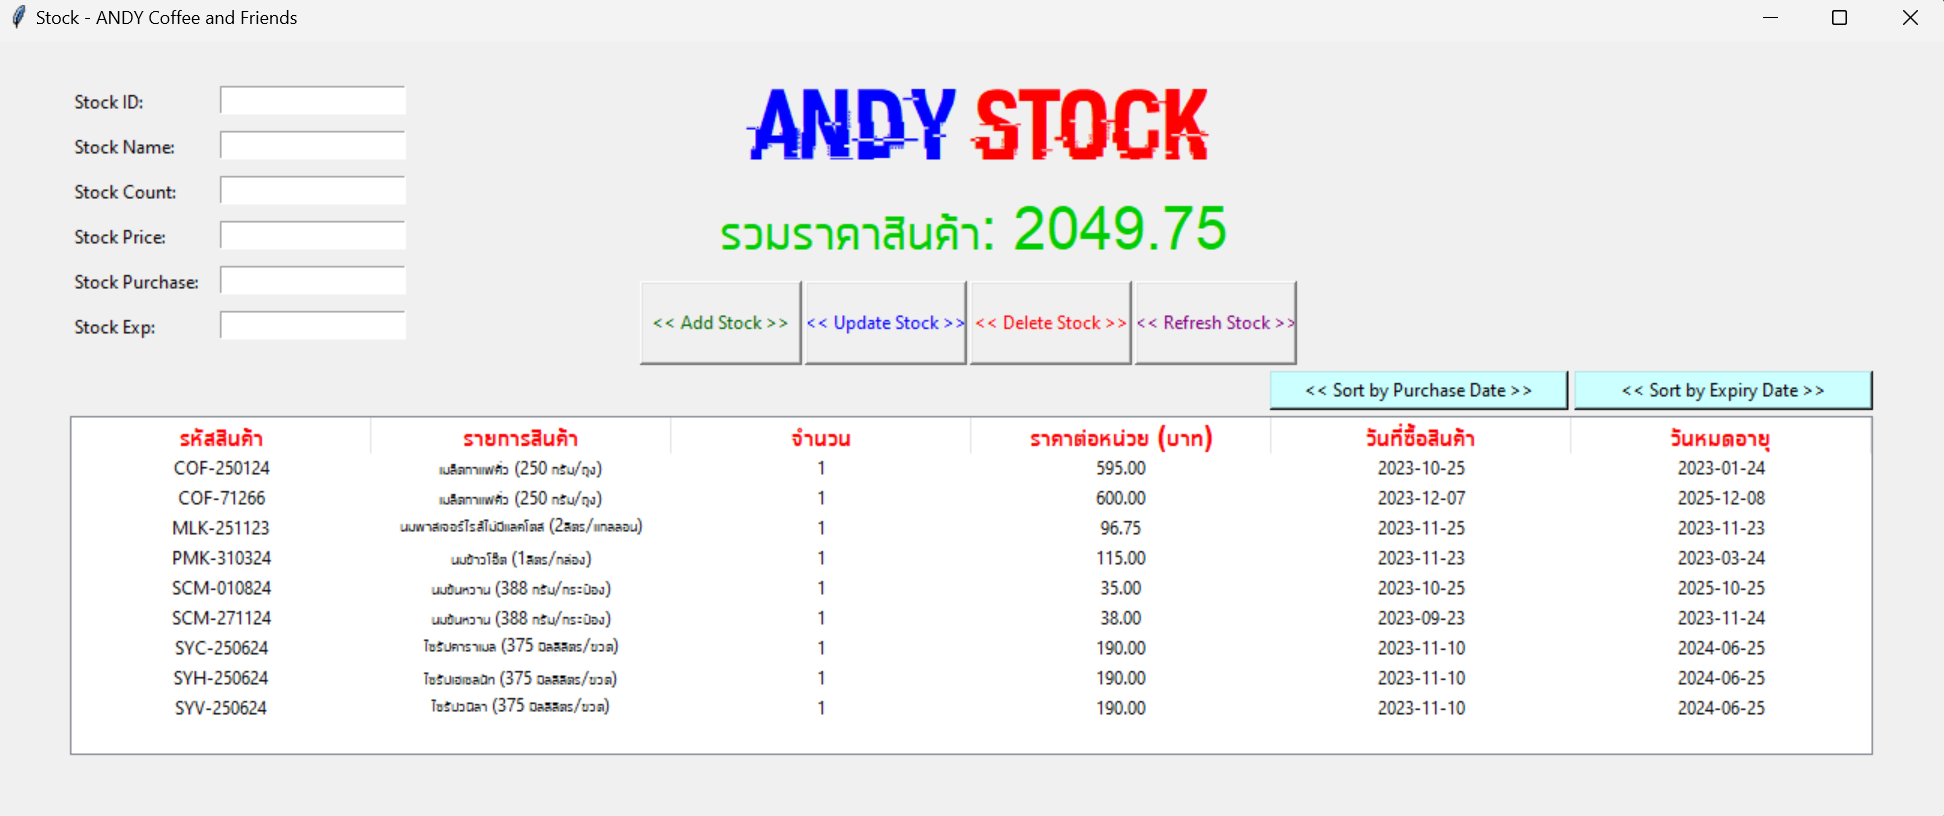 Stock - ANDY Coffee and Friends
ANDY STOCK
Stock ID:
Stock Name:
Stock Count:
Stock Price:
Stock Purchase:
Stock Exp:
รวมราคาสินค้า: 2049.75
<< Add Stock >> << Update Stock >> << Delete Stock >> << Refresh Stock >>
<< Sort by Purchase Date >> << Sort by Expiry Date >>
รหัสสินค้า รายการสินค้า จำนวน ราคาต่อหน่วย (บาท) วันที่ซื้อสินค้า วันหมดอายุ
COF-250124 เมล็ดกาแฟคั่ว (250 กรัม/ถุง) 1 595.00 2023-10-25 2023-01-24
COF-71266 เมล็ดกาแฟคั่ว (250 กรัม/ถุง) 1 600.00 2023-12-07 2025-12-08
MLK-251123 นมพาสเจอร์ไรส์ไม่มีแลคโตส (2ลิตร/แกลลอน) 1 96.75 2023-11-25 2023-11-23
PMK-310324 นมข้าวโอ๊ต (1ลิตร/กล่อง) 1 115.00 2023-11-23 2023-03-24
SCM-010824 นมข้นหวาน (388 กรัม/กระป๋อง) 1 35.00 2023-10-25 2025-10-25
SCM-271124 นมข้นหวาน (388 กรัม/กระป๋อง) 1 38.00 2023-09-23 2023-11-24
SYC-250624 ไซรัปคาราเมล (375 มิลลิลิตร/ขวด) 1 190.00 2023-11-10 2024-06-25
SYH-250624 ไซรัปเฮเซลนัท (375 มิลลิลิตร/ขวด) 1 190.00 2023-11-10 2024-06-25
SYV-250624 ไซรัปวนิลา (375 มิลลิลิตร/ขวด) 1 190.00 2023-11-10 2024-06-25